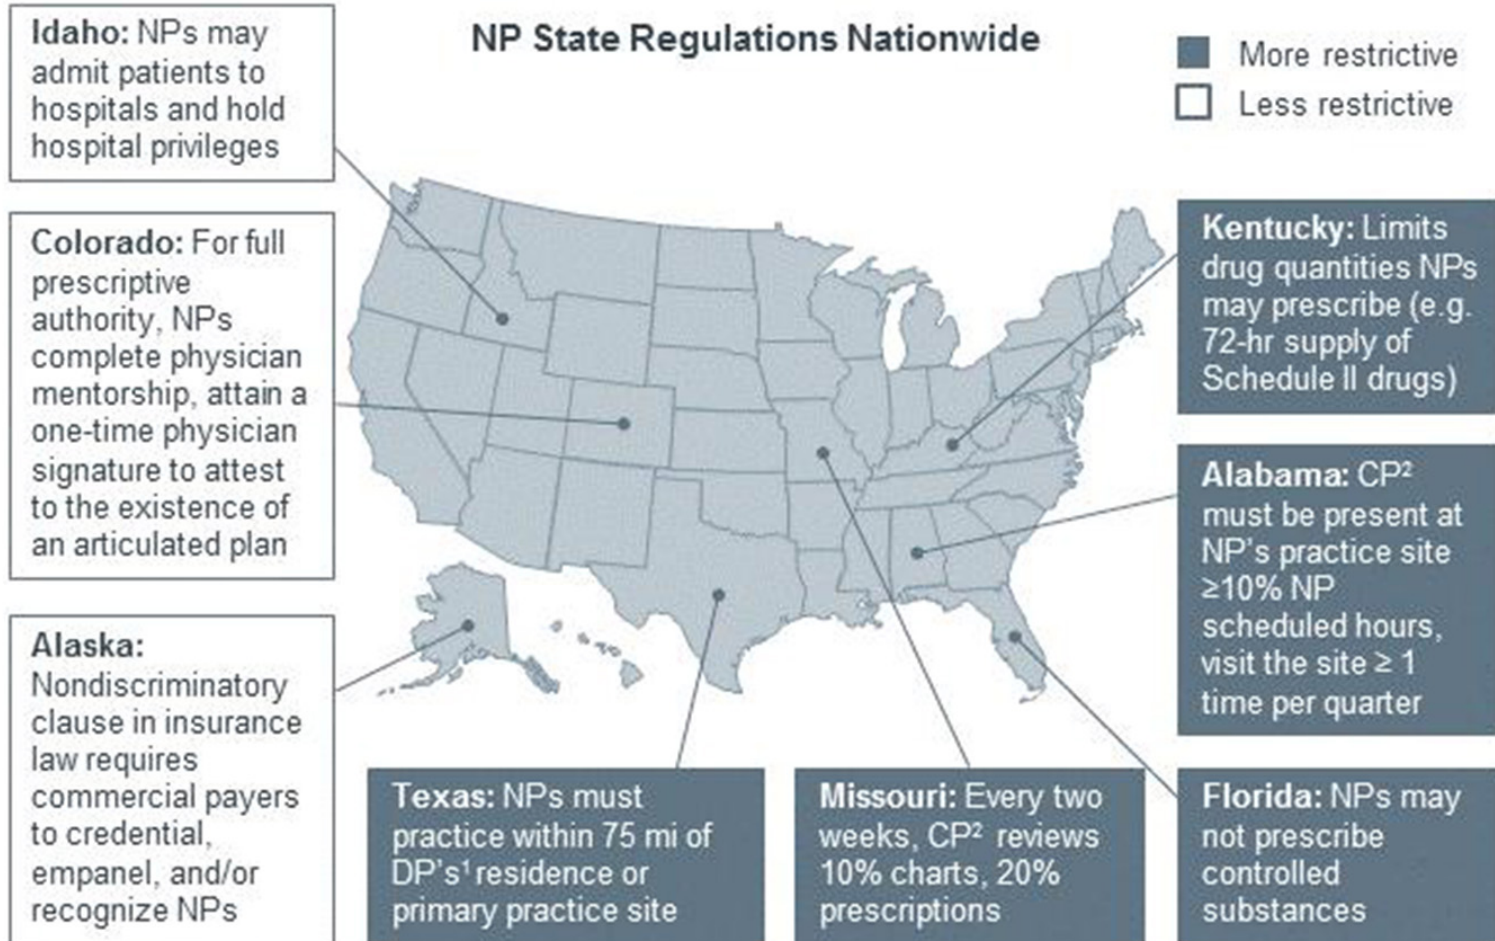 NP State Regulations Nationwide
More restrictive
Less restrictive
Idaho: NPs may
admit patients to
hospitals and hold
hospital privileges
Colorado: For full
prescriptive
authority, NPs
complete physician
mentorship, attain a
one-time physician
signature to attest
to the existence of
an articulated plan
Alaska:
Nondiscriminatory
clause in insurance
law requires
commercial payers
to credential,
empanel, and/or
recognize NPs
Texas: NPs must
practice within 75 mi of
DP's¹ residence or
primary practice site
Missouri: Every two
weeks, CP² reviews
10% charts, 20%
prescriptions
Kentucky: Limits
drug quantities NPs
may prescribe (e.g.
72-hr supply of
Schedule II drugs)
Alabama: CP²
must be present at
NP's practice site
≥10% NP
scheduled hours,
visit the site ≥ 1
time per quarter
Florida: NPs may
not prescribe
controlled
substances